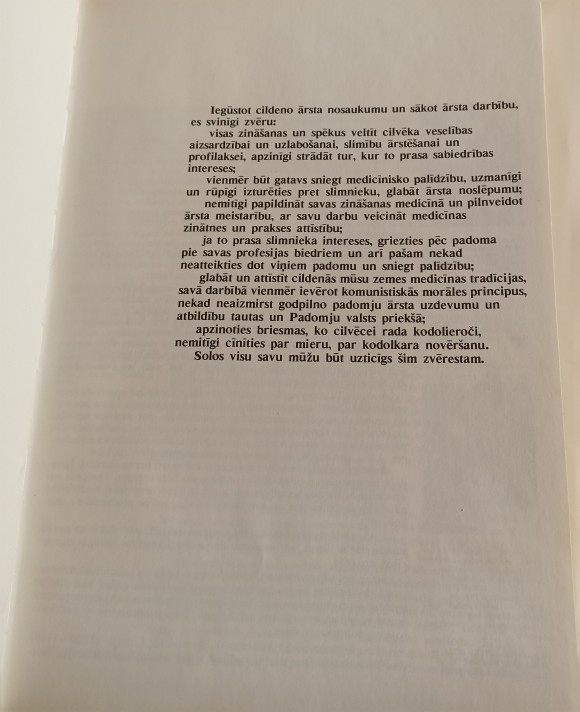 Iegūstot cildeno ārsta nosaukumu un sākot ārsta darbību,
es svinīgi zvēru:
visas zināšanas un spēkus veltīt cilvēka veselības
aizsardzībai un uzlabošanai, slimību ārstēšanai un
profilaksei, apzinīgi strādāt tur, kur to prasa sabiedrības
intereses;
vienmēr būt gatavs sniegt medicīnisko palīdzību, uzmanīgi
un rūpīgi izturēties pret slimnieku, glabāt ārsta noslēpumu;
nemitīgi papildināt savas zināšanas medicīnā un pilnveidot
ārsta meistarību, ar savu darbu veicināt medicīnas
zinātnes un prakses attīstību;
ja to prasa slimnieka intereses, griezties pēc padoma
pie savas profesijas biedriem un arī pašam nekad
neatteikties dot viņiem padomu un sniegt palīdzību;
glabāt un attīstīt cildenās mūsu zemes medicīnas tradīcijas,
savā darbībā vienmēr ievērot komunistiskās morāles principus,
nekad neaizmirst godpilno padomju ārsta uzdevumu un
atbildību tautas un Padomju valsts priekšā;
apzinoties briesmas, ko cilvēcei rada kodolieroči,
nemitīgi cīnīties par mieru, par kodolkara novēršanu.
Solos visu savu mūžu būt uzticīgs šim zvērestam.